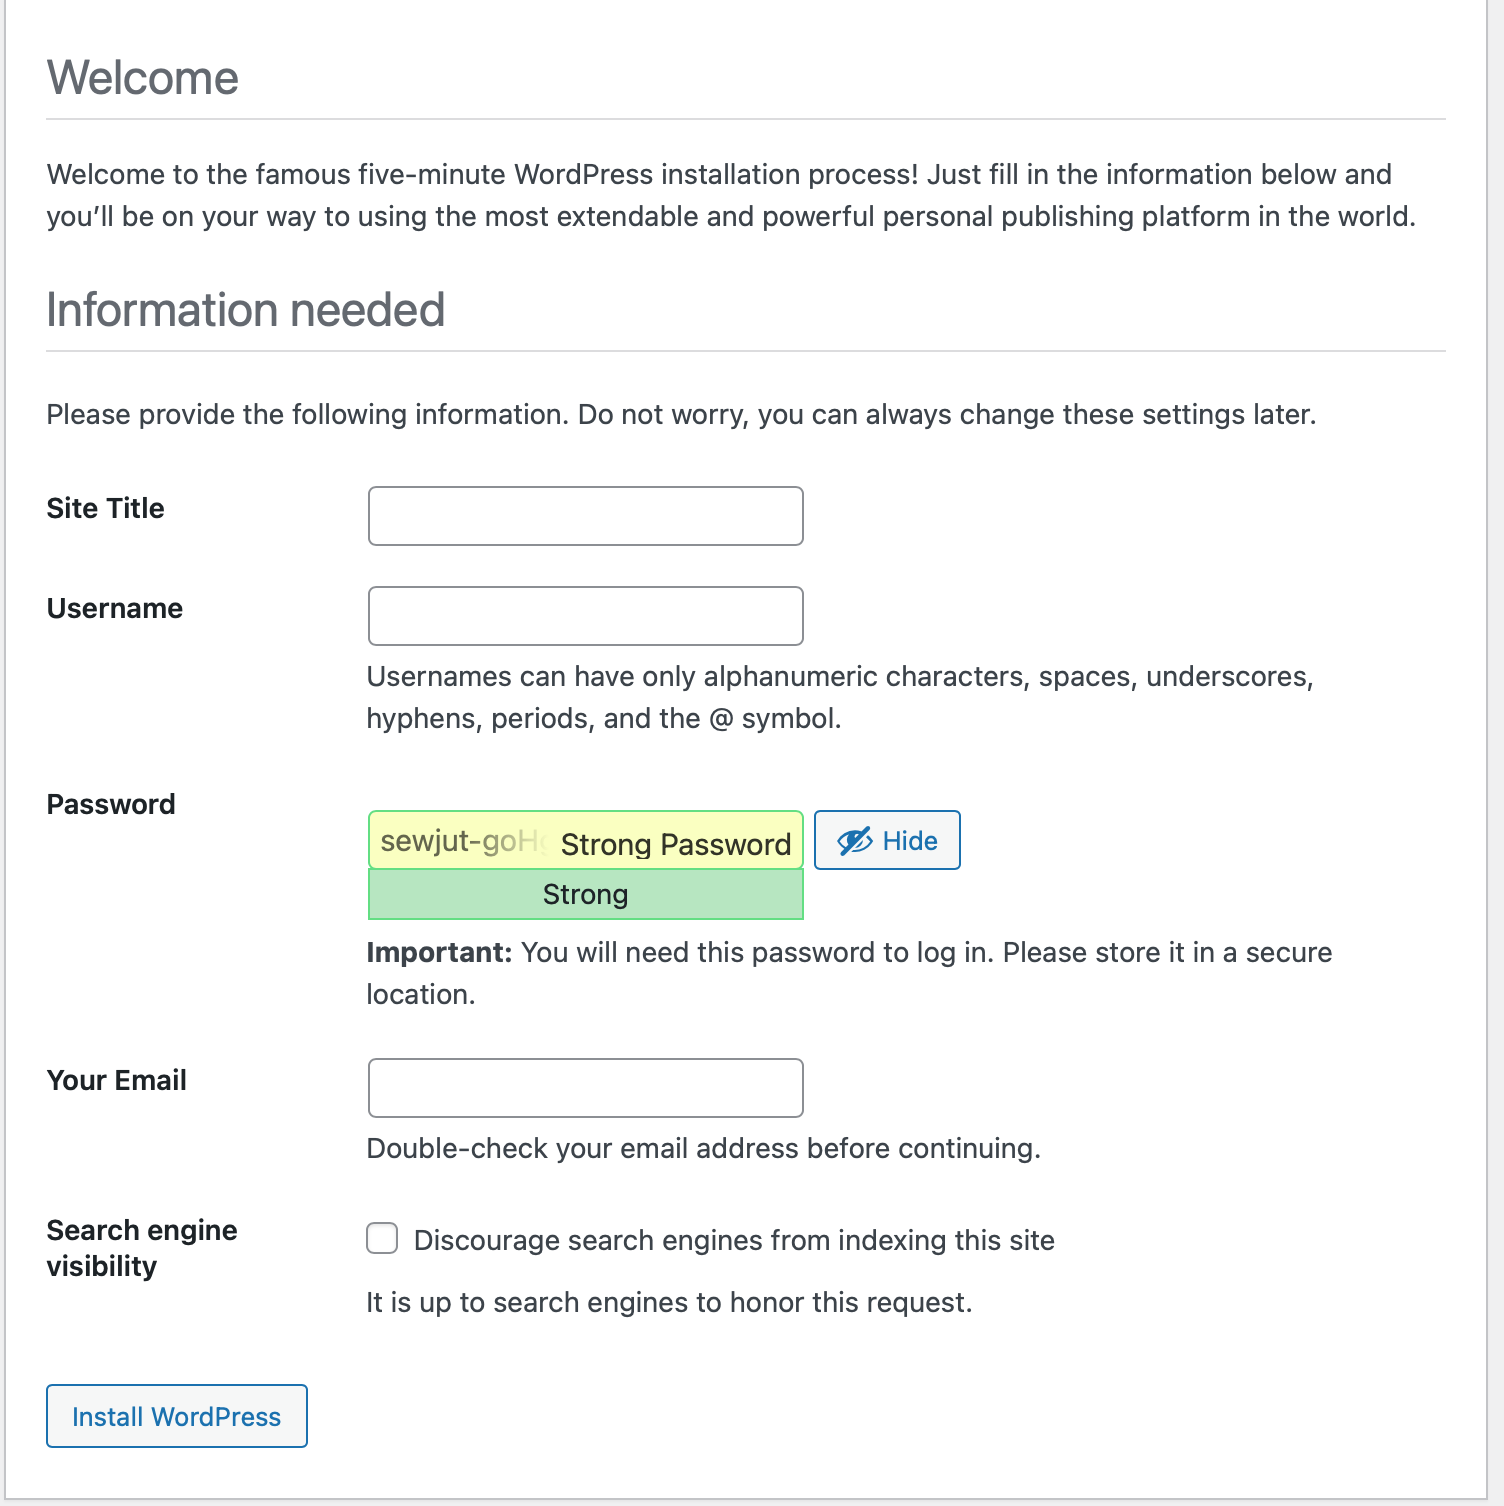 Welcome
Welcome to the famous five-minute WordPress installation process! Just fill in the information below and
you’ll be on your way to using the most extendable and powerful personal publishing platform in the world.
Information needed
Please provide the following information. Do not worry, you can always change these settings later.
Site Title
Username
Usernames can have only alphanumeric characters, spaces, underscores,
hyphens, periods, and the @ symbol.
Password
sewjut-goH Strong Password Hide
Strong
Important: You will need this password to log in. Please store it in a secure
location.
Your Email
Double-check your email address before continuing.
Search engine
visibility
Discourage search engines from indexing this site
It is up to search engines to honor this request.
Install WordPress